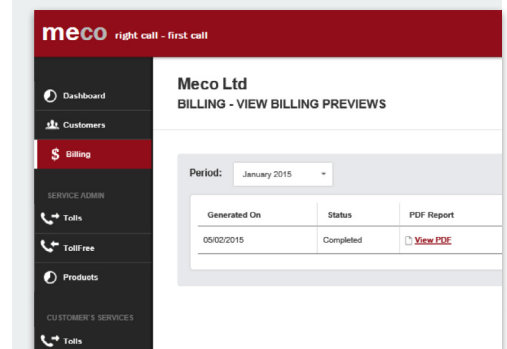 meco right call - first call
Dashboard
Customers
$ Billing
SERVICE ADMIN
Tolls
TollFree
Products
CUSTOMER'S SERVICES
Tolls
Meco Ltd
BILLING - VIEW BILLING PREVIEWS
Period: January 2015
Generated On Status PDF Report
05/02/2015 Completed View PDF